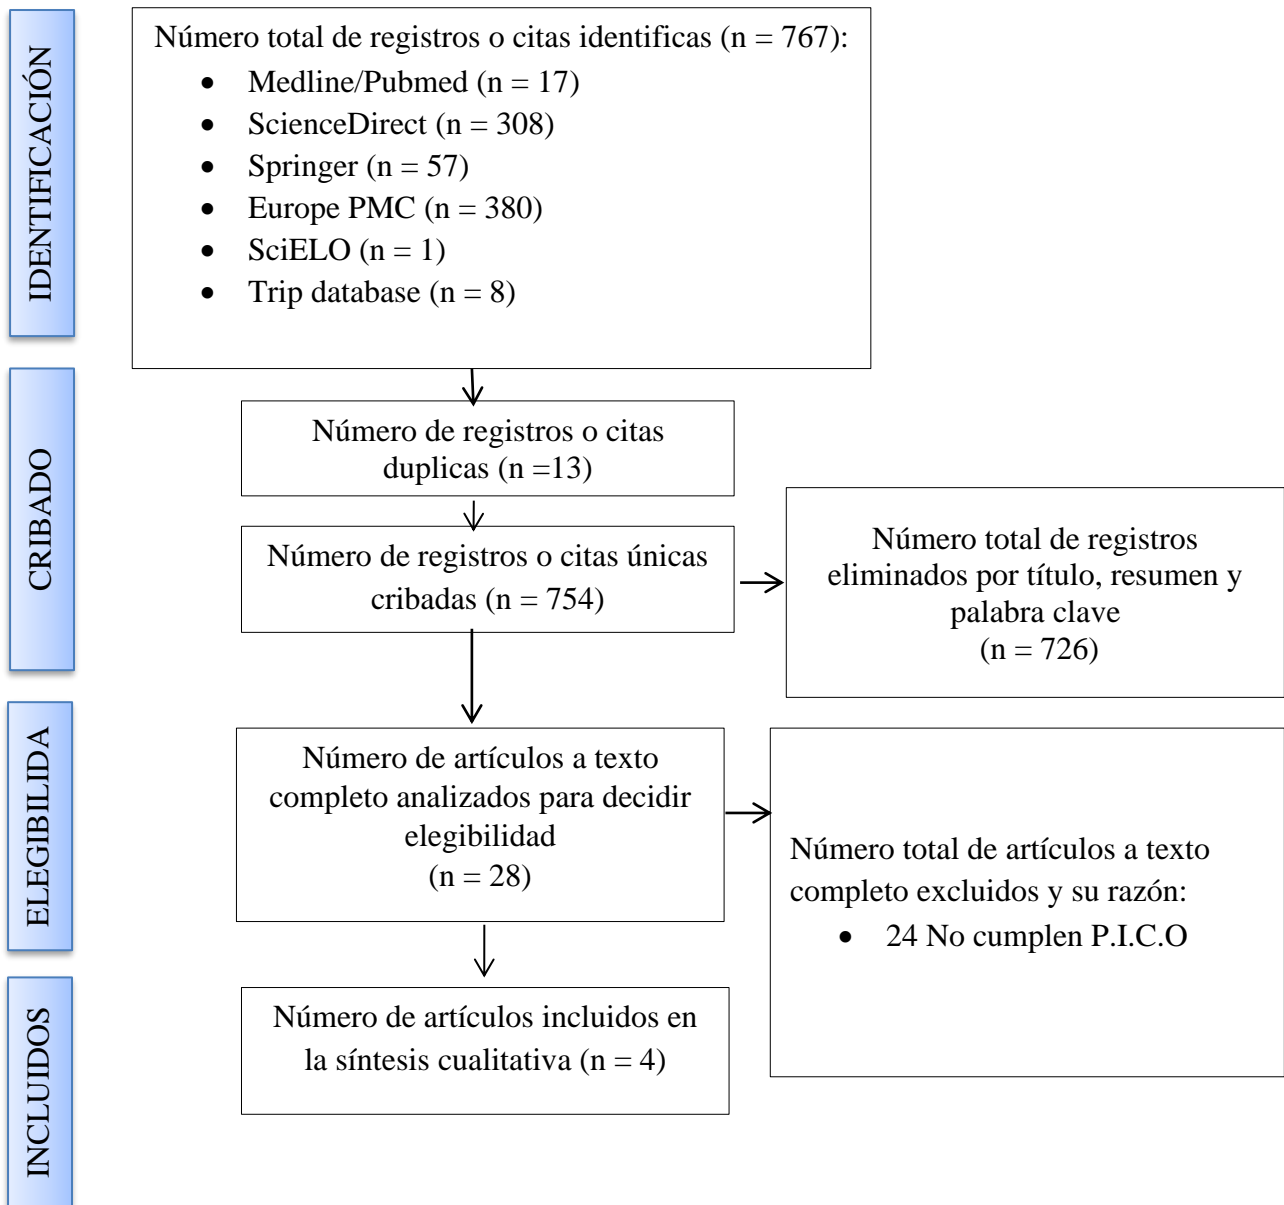 IDENTIFICACIÓN
Número total de registros o citas identificas (n = 767):
• Medline/Pubmed (n = 17)
• ScienceDirect (n = 308)
• Springer (n = 57)
• Europe PMC (n = 380)
• SciELO (n = 1)
• Trip database (n = 8)
CRIBADO
Número de registros o citas
duplicas (n =13)
Número de registros o citas únicas
cribadas (n = 754)
Número total de registros
eliminados por título, resumen y
palabra clave
(n = 726)
ELEGIBILIDA
Número de artículos a texto
completo analizados para decidir
elegibilidad
(n = 28)
Número total de artículos a texto
completo excluidos y su razón:
• 24 No cumplen P.I.C.O
INCLUIDOS
Número de artículos incluidos en
la síntesis cualitativa (n = 4)